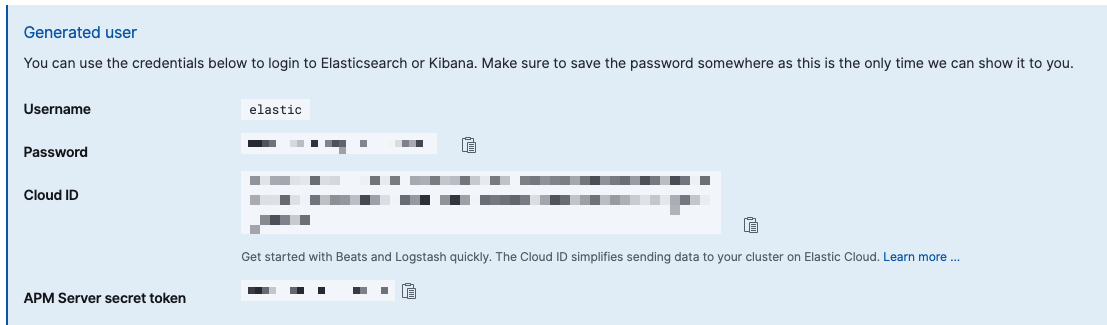 Generated user
You can use the credentials below to login to Elasticsearch or Kibana. Make sure to save the password somewhere as this is the only time we can show it to you.
Username elastic
Password
Cloud ID
Get started with Beats and Logstash quickly. The Cloud ID simplifies sending data to your cluster on Elastic Cloud. Learn more ...
APM Server secret token